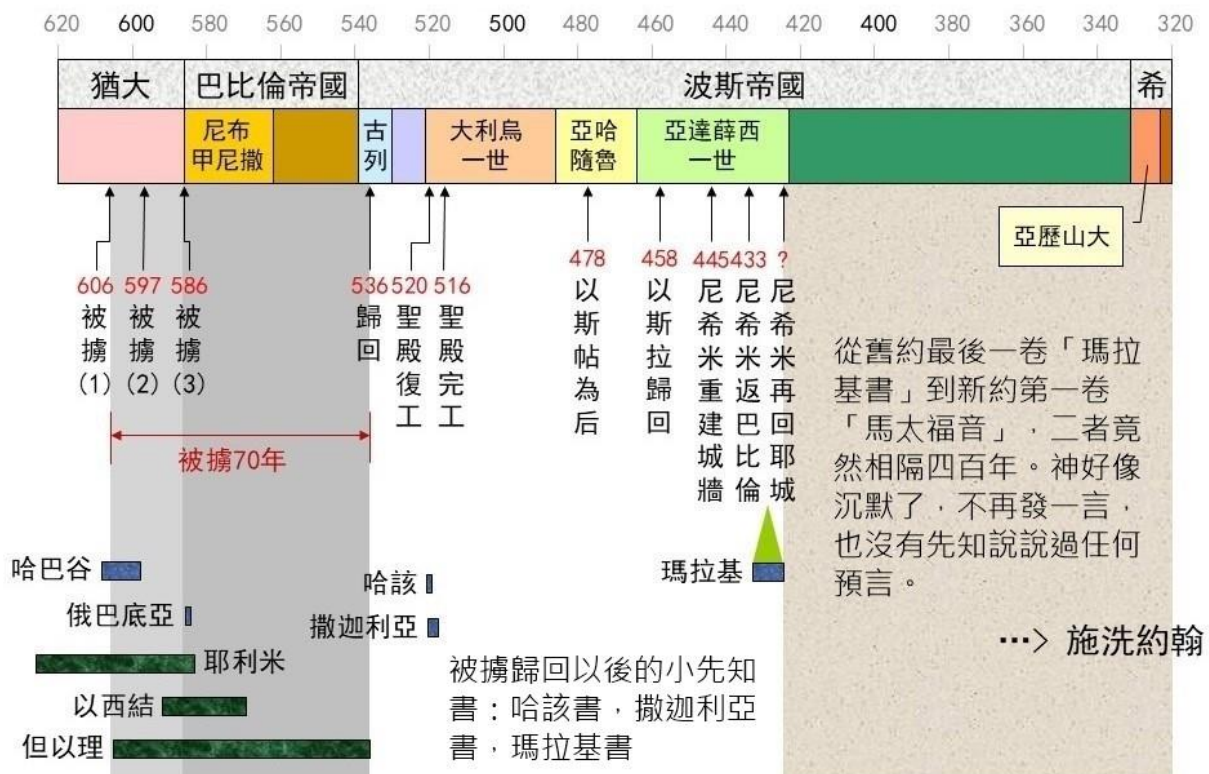 620 600 580 560 540 520 500 480 460 440 420 400 380 360 340 320
猶大 巴比倫帝國 波斯帝國 希
尼布甲尼撒
古列
大利烏一世
亞哈隨魯
亞達薛西一世
亞歷山大
606 被擄(1)
597 被擄(2)
586 被擄(3)
536 歸回
520 聖殿復工
516 聖殿完工
478 以斯帖為后
458 以斯拉歸回
445 尼希米重建城牆
433 尼希米返巴比倫
? 尼希米再回耶城
被擄70年
哈巴谷
俄巴底亞
耶利米
以西結
但以理
哈該
撒迦利亞
瑪拉基
被擄歸回以後的小先知
書：哈該書，撒迦利亞
書，瑪拉基書
從舊約最後一卷「瑪拉
基書」到新約第一卷
「馬太福音」，二者竟
然相隔四百年。神好像
沉默了，不再發一言，
也沒有先知說說過任何
預言。
…> 施洗約翰